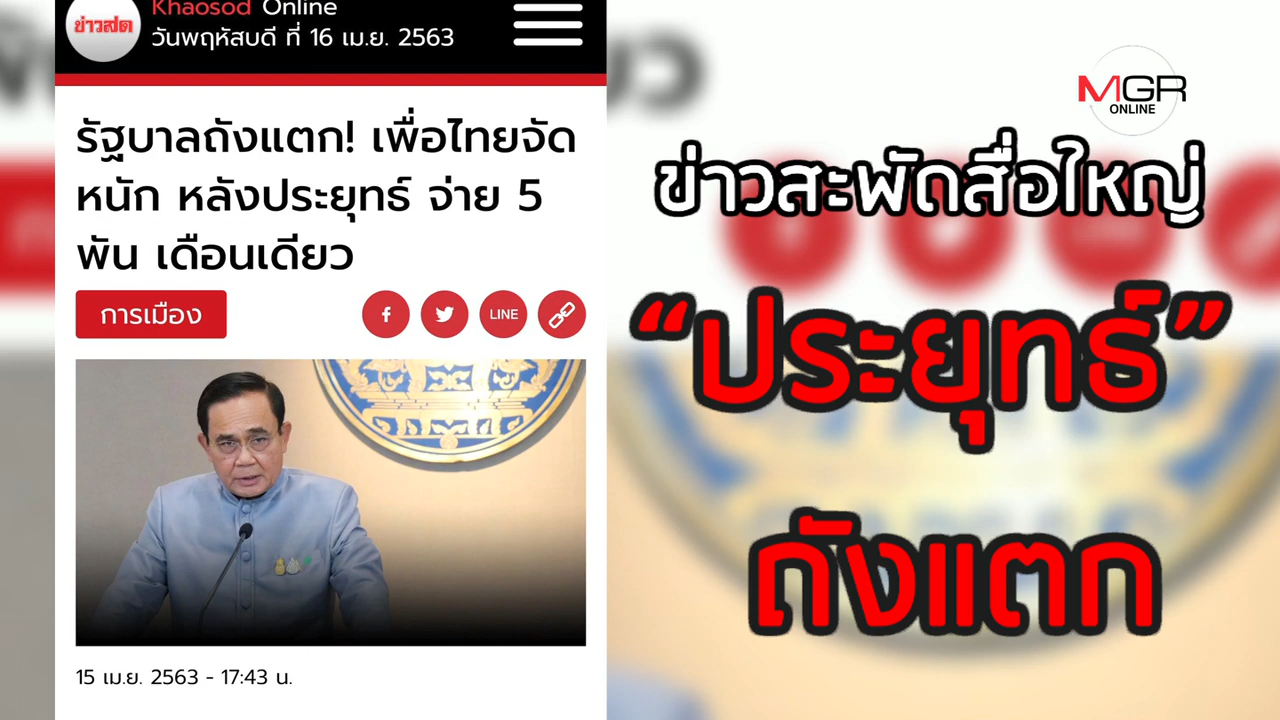 ข่าวสด
Khaosod Online
วันพฤหัสบดี ที่ 16 เม.ย. 2563
รัฐบาลถังแตก! เพื่อไทยจัด
หนัก หลังประยุทธ์ จ่าย 5
พัน เดือนเดียว
การเมือง
LINE
15 เม.ย. 2563 - 17:43 น.
MGR
ONLINE
ข่าวสะพัดสื่อใหญ่
“ประยุทธ์”
ถังแตก